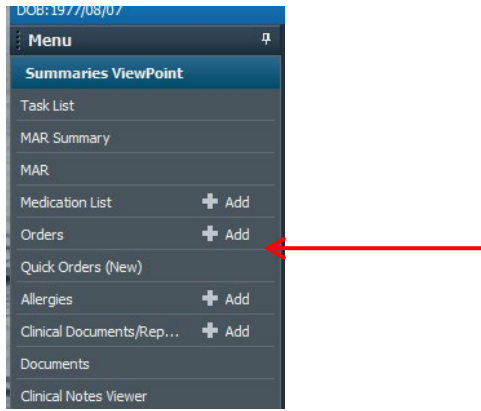 DOB:1977/08/07
Menu
Summaries ViewPoint
Task List
MAR Summary
MAR
Medication List + Add
Orders + Add
Quick Orders (New)
Allergies + Add
Clinical Documents/Rep... + Add
Documents
Clinical Notes Viewer